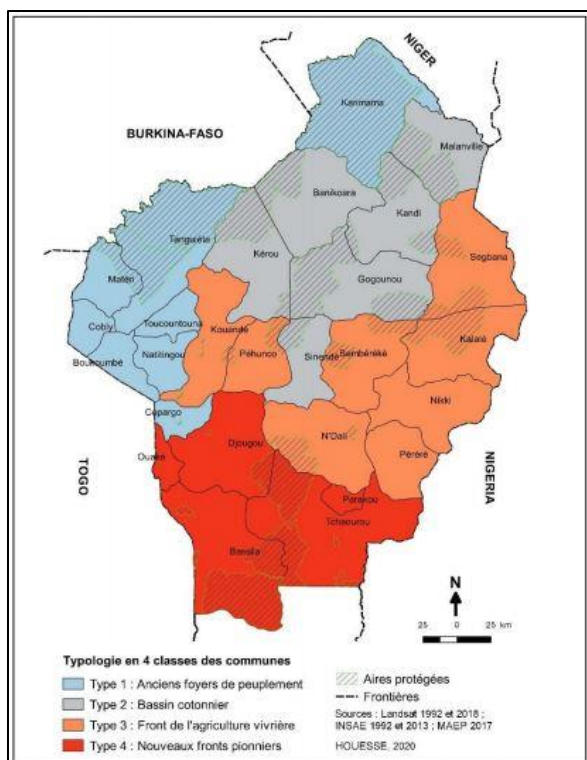 NIGER
Karimama
BURKINA-FASO
Malanville
Banikoara
Kandi
Tanguiéta
Kérou
Segbana
Matéri
Gogounou
Cobly
Toucountouna
Kouandé
Kalalé
Boukoumbé
Natitingou
Péhunco
Sinendé
Bembéréké
Nikki
Copargo
N'Dali
Djougou
Ouaké
Péréré
TOGO
NIGERIA
Parakou
Tchaourou
Bassila
N
25 0 25 km
Typologie en 4 classes des communes
Type 1 : Anciens foyers de peuplement
Type 2 : Bassin cotonnier
Type 3 : Front de l'agriculture vivrière
Type 4 : Nouveaux fronts pionniers
Aires protégées
Frontières
Sources : Landsat 1992 et 2018 ;
INSAE 1992 et 2013 ; MAEP 2017
HOUESSE, 2020